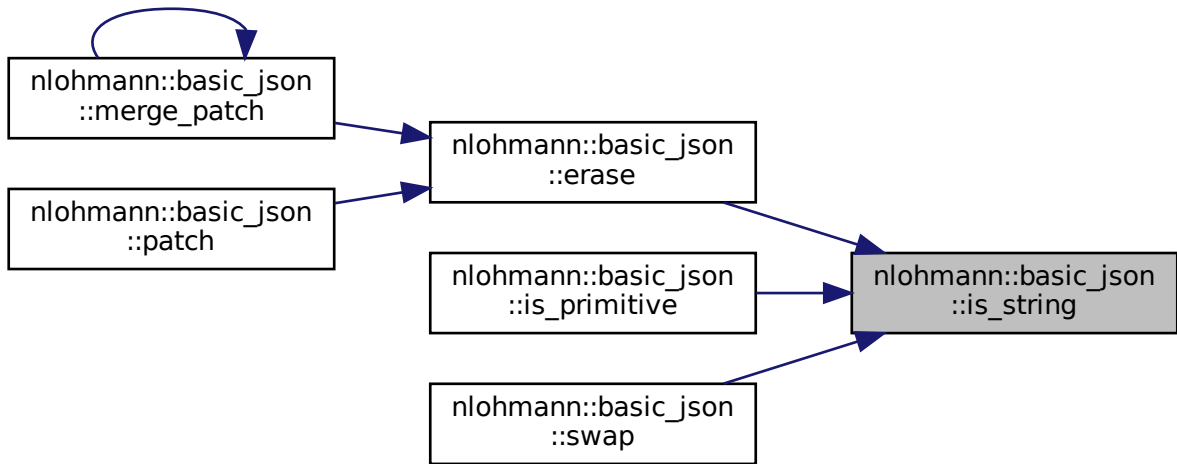 nlohmann::basic_json
::merge_patch
nlohmann::basic_json
::patch
nlohmann::basic_json
::erase
nlohmann::basic_json
::is_primitive
nlohmann::basic_json
::swap
nlohmann::basic_json
::is_string